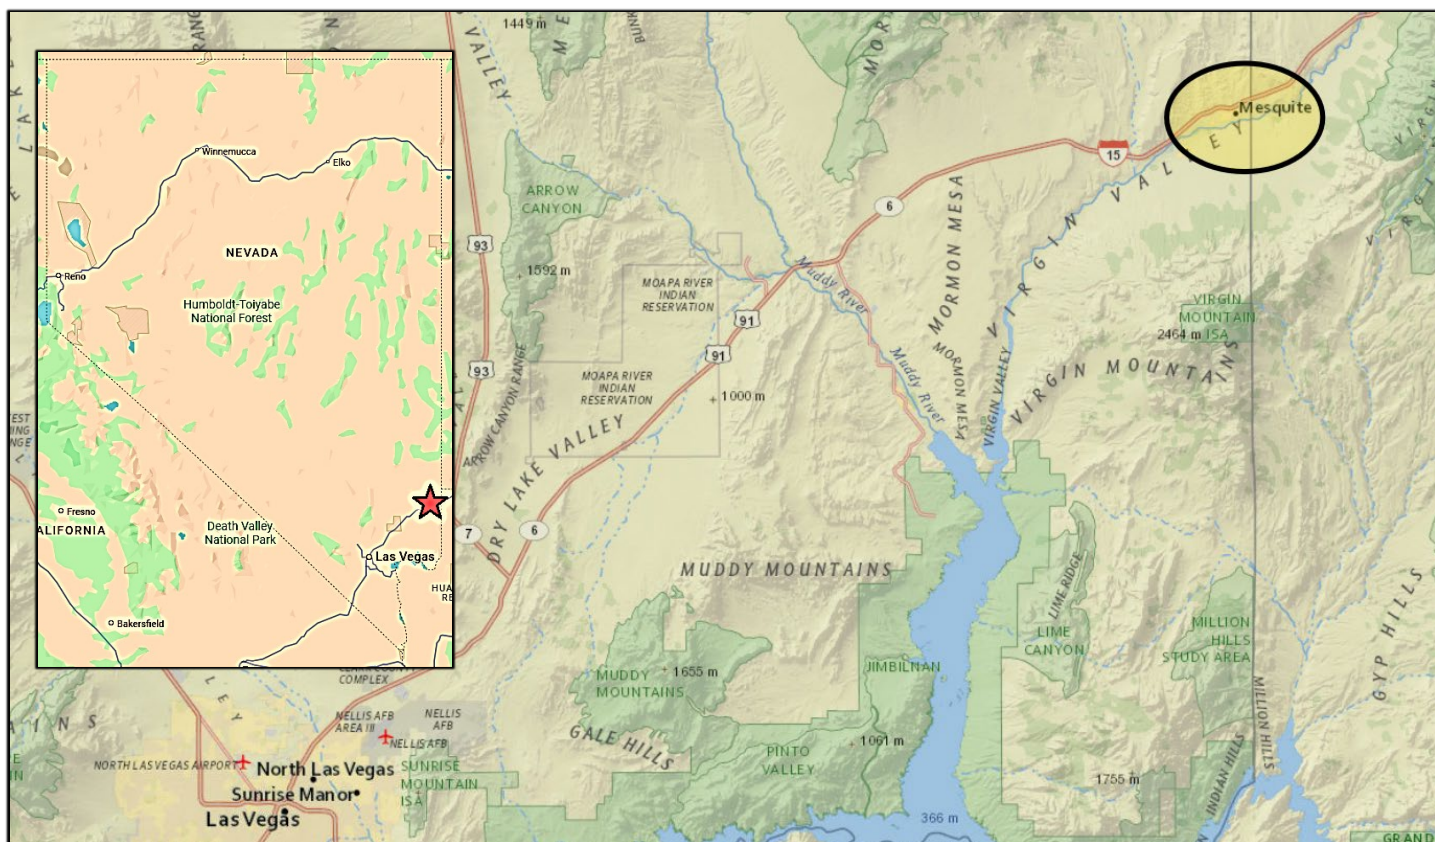 1449 m
VALLEY
Mesquite
15
VIRGIN VALLEY
ARROW
CANYON
6
MORMON MESA
93
1592 m
Muddy River
MOAPA RIVER
INDIAN
RESERVATION
91
VIRGIN
MOUNTAIN
ISA
2464 m
91
93
Muddy River
MORMON MESA
VIRGIN VALLEY
VIRGIN MOUNTAINS
MOAPA RIVER
INDIAN
RESERVATION
1000 m
ARROW CANYON RANGE
DRY LAKE VALLEY
7
6
MUDDY MOUNTAINS
LIME RIDGE
LIME
CANYON
MILLION
HILLS
STUDY AREA
GYP HILLS
MUDDY
MOUNTAINS
1655 m
JIMBILNAN
MILLION HILLS
GALE HILLS
PINTO
VALLEY
1061 m
INDIAN HILLS
1755 m
366 m
GRAND
COMPLEX
NELLIS AFB
AREA III
NELLIS
AFB
NELLIS AFB
NORTH LAS VEGAS AIRPORT
North Las Vegas
SUNRISE
MOUNTAIN
ISA
Sunrise Manor
Las Vegas
Winnemucca
Elko
NEVADA
Reno
Humboldt-Toiyabe
National Forest
Fresno
ALIFORNIA
Death Valley
National Park
Las Vegas
HUA
RE
Bakersfield